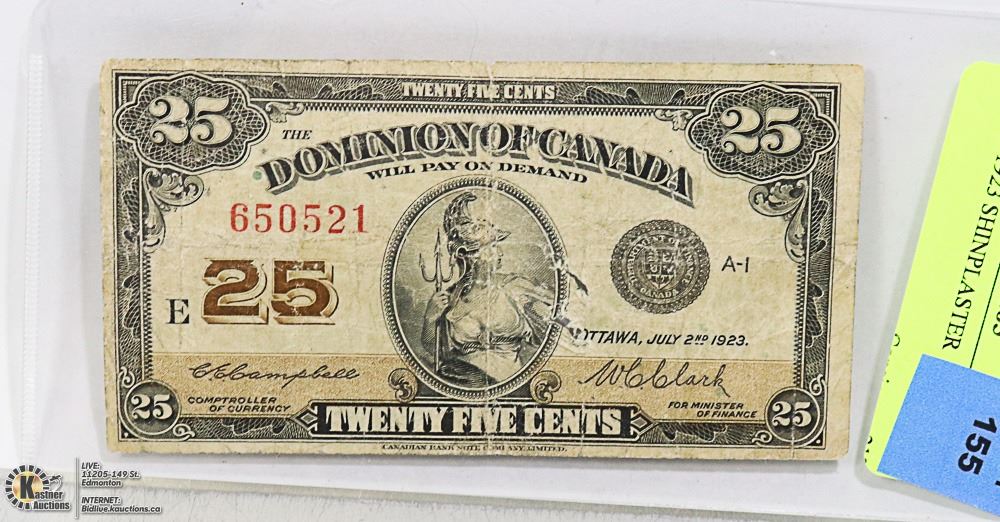 TWENTY FIVE CENTS
25
25
THE
DOMINION OF CANADA
WILL PAY ON DEMAND
650521
A-1
E 25
OTTAWA, JULY 2ND 1923.
C.E. Campbell
W.C. Clark
COMPTROLLER
OF CURRENCY
FOR MINISTER
OF FINANCE
25
TWENTY FIVE CENTS
25
CANADIAN BANK NOTE COMPANY, LIMITED.
1923 SHINPLASTER
155
Kastner
Auctions
LIVE:
11205-149 St.
Edmonton
INTERNET:
Bidlive.kauctions.ca